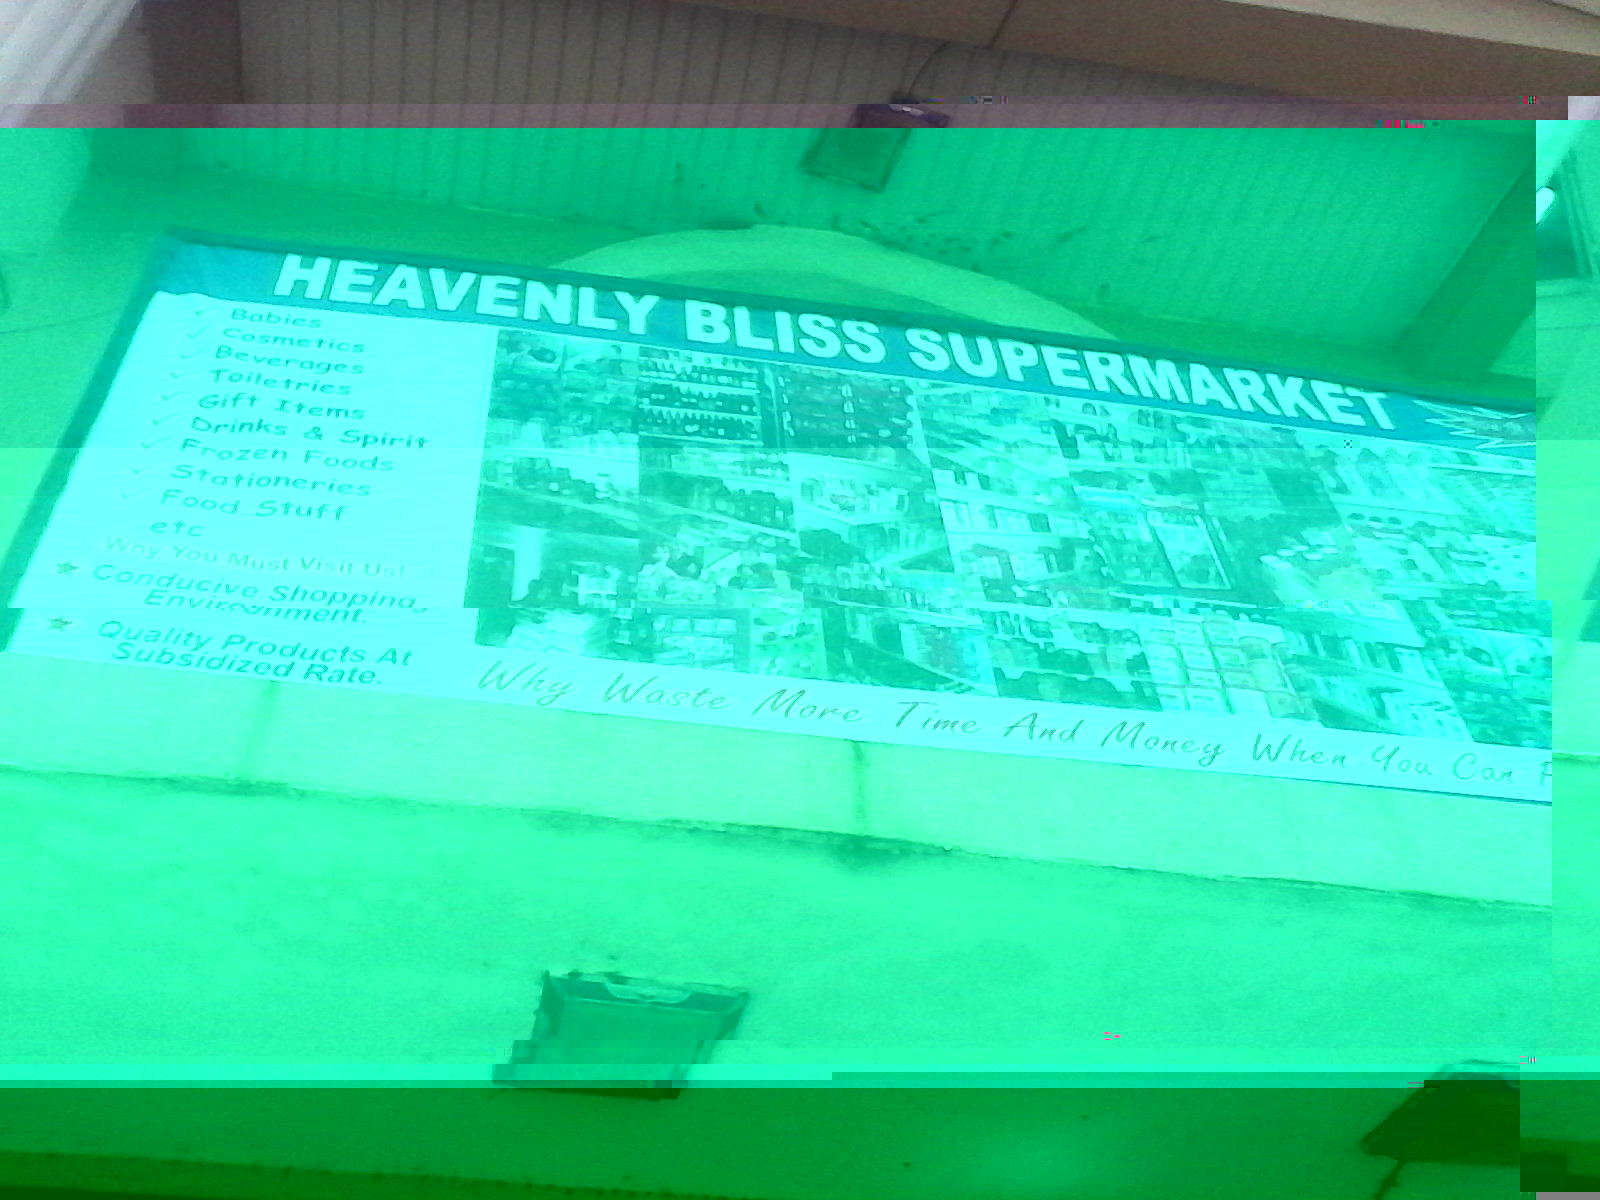 HEAVENLY BLISS SUPERMARKET
Babies
Cosmetics
Beverages
Toiletries
Gift Items
Drinks & Spirit
Frozen Foods
Stationeries
Food Stuff
etc
Why You Must Visit Us!
Conducive Shopping
Environment.
Quality Products At
Subsidized Rate.
Why Waste More Time And Money When You Can